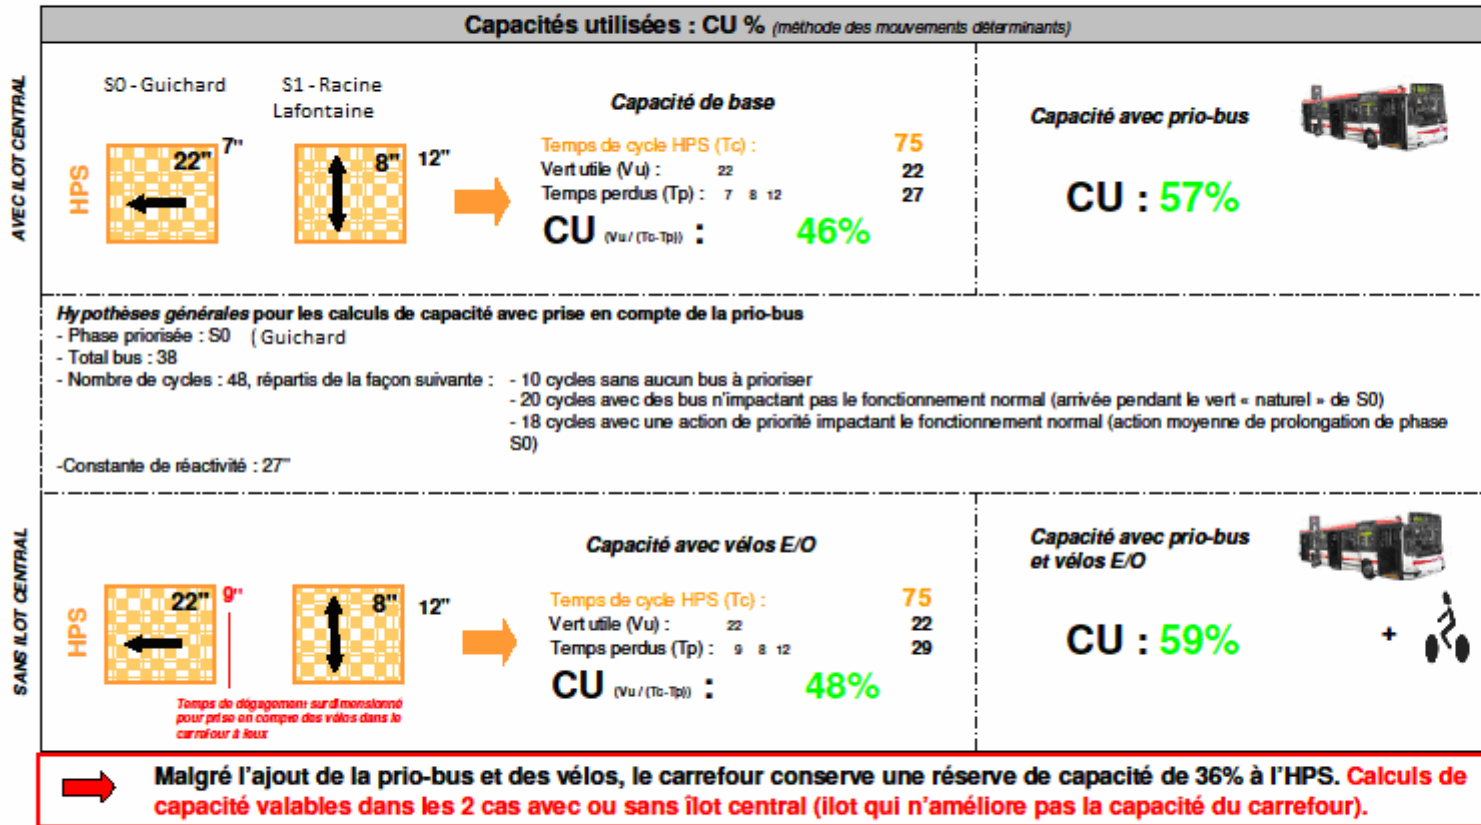 Capacités utilisées : CU % (méthode des mouvements déterminants)
AVEC ILOT CENTRAL
HPS
S0 - Guichard
22" 7"
S1 - Racine
Lafontaine
8" 12"
Capacité de base
Temps de cycle HPS (Tc) : 75
Vert utile (Vu) : 22 22
Temps perdus (Tp) : 7 8 12 27
CU (Vu / (Tc-Tp)) : 46%
Capacité avec prio-bus
CU : 57%
Hypothèses générales pour les calculs de capacité avec prise en compte de la prio-bus
- Phase priorisée : S0 ( Guichard
- Total bus : 38
- Nombre de cycles : 48, répartis de la façon suivante : - 10 cycles sans aucun bus à prioriser
- 20 cycles avec des bus n'impactant pas le fonctionnement normal (arrivée pendant le vert « naturel » de S0)
- 18 cycles avec une action de priorité impactant le fonctionnement normal (action moyenne de prolongation de phase
S0)
-Constante de réactivité : 27"
SANS ILOT CENTRAL
HPS
22" 9"
8" 12"
Temps de dégagement surdimensionné
pour prise en compte des vélos dans le
carrefour à feux
Capacité avec vélos E/O
Temps de cycle HPS (Tc) : 75
Vert utile (Vu) : 22 22
Temps perdus (Tp) : 9 8 12 29
CU (Vu / (Tc-Tp)) : 48%
Capacité avec prio-bus
et vélos E/O
CU : 59% +
Malgré l'ajout de la prio-bus et des vélos, le carrefour conserve une réserve de capacité de 36% à l'HPS. Calculs de
capacité valables dans les 2 cas avec ou sans îlot central (ilot qui n'améliore pas la capacité du carrefour).